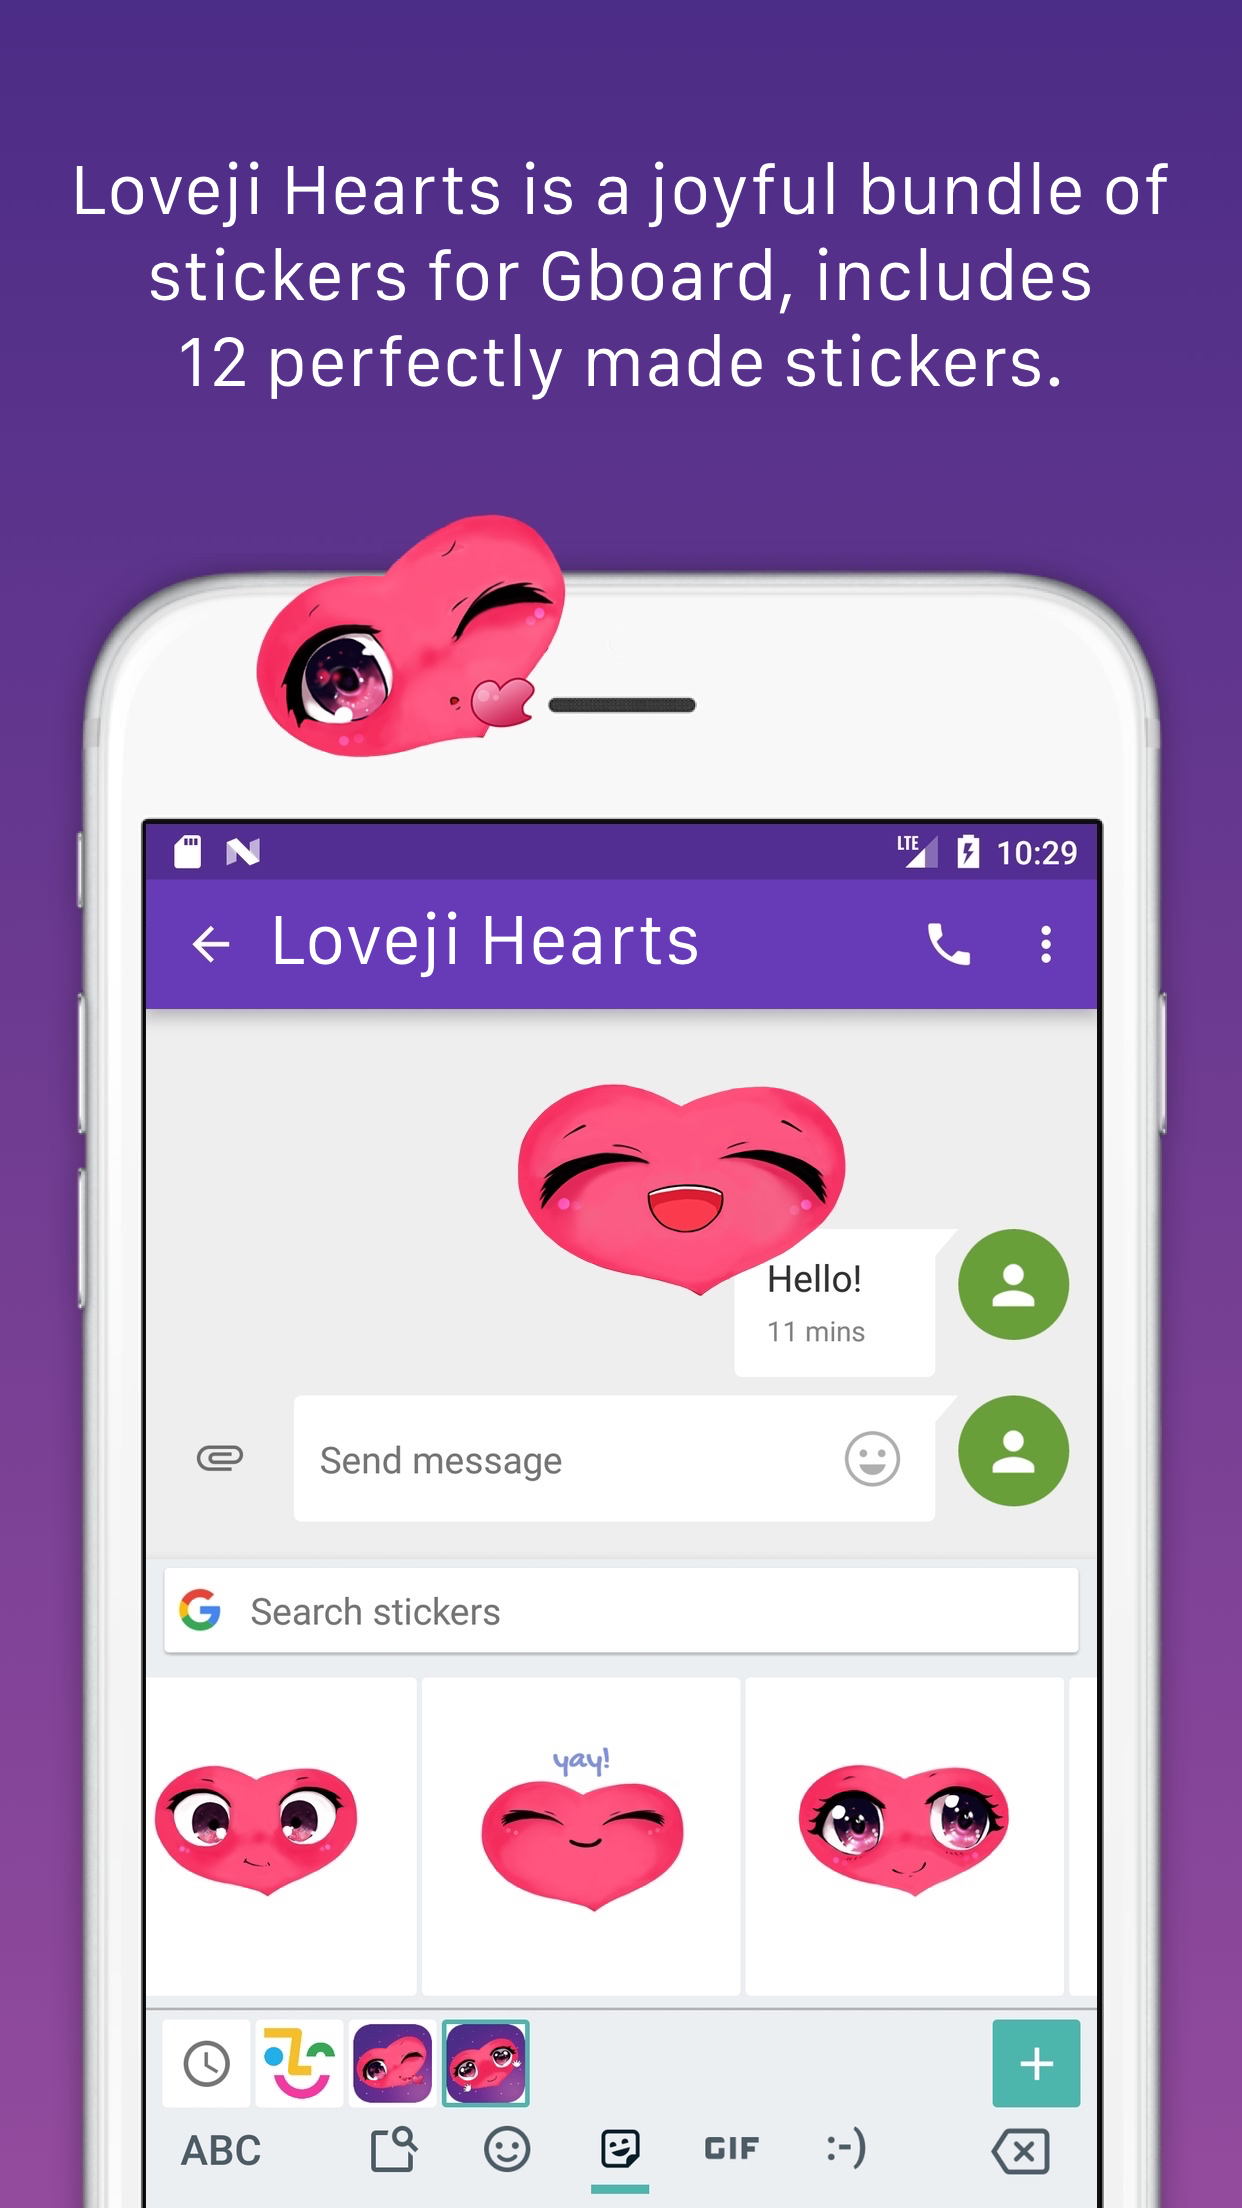 Loveji Hearts is a joyful bundle of
stickers for Gboard, includes
12 perfectly made stickers.
LTE 10:29
Loveji Hearts
Hello!
11 mins
Send message
Search stickers
yay!
ABC GIF :-)